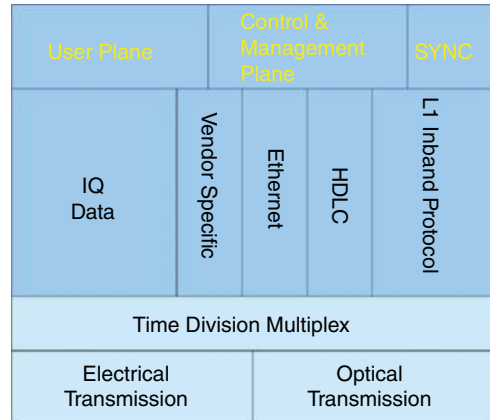 User Plane
Control &
Management
Plane
SYNC
IQ
Data
Vendor Specific
Ethernet
HDLC
L1 Inband Protocol
Time Division Multiplex
Electrical
Transmission
Optical
Transmission